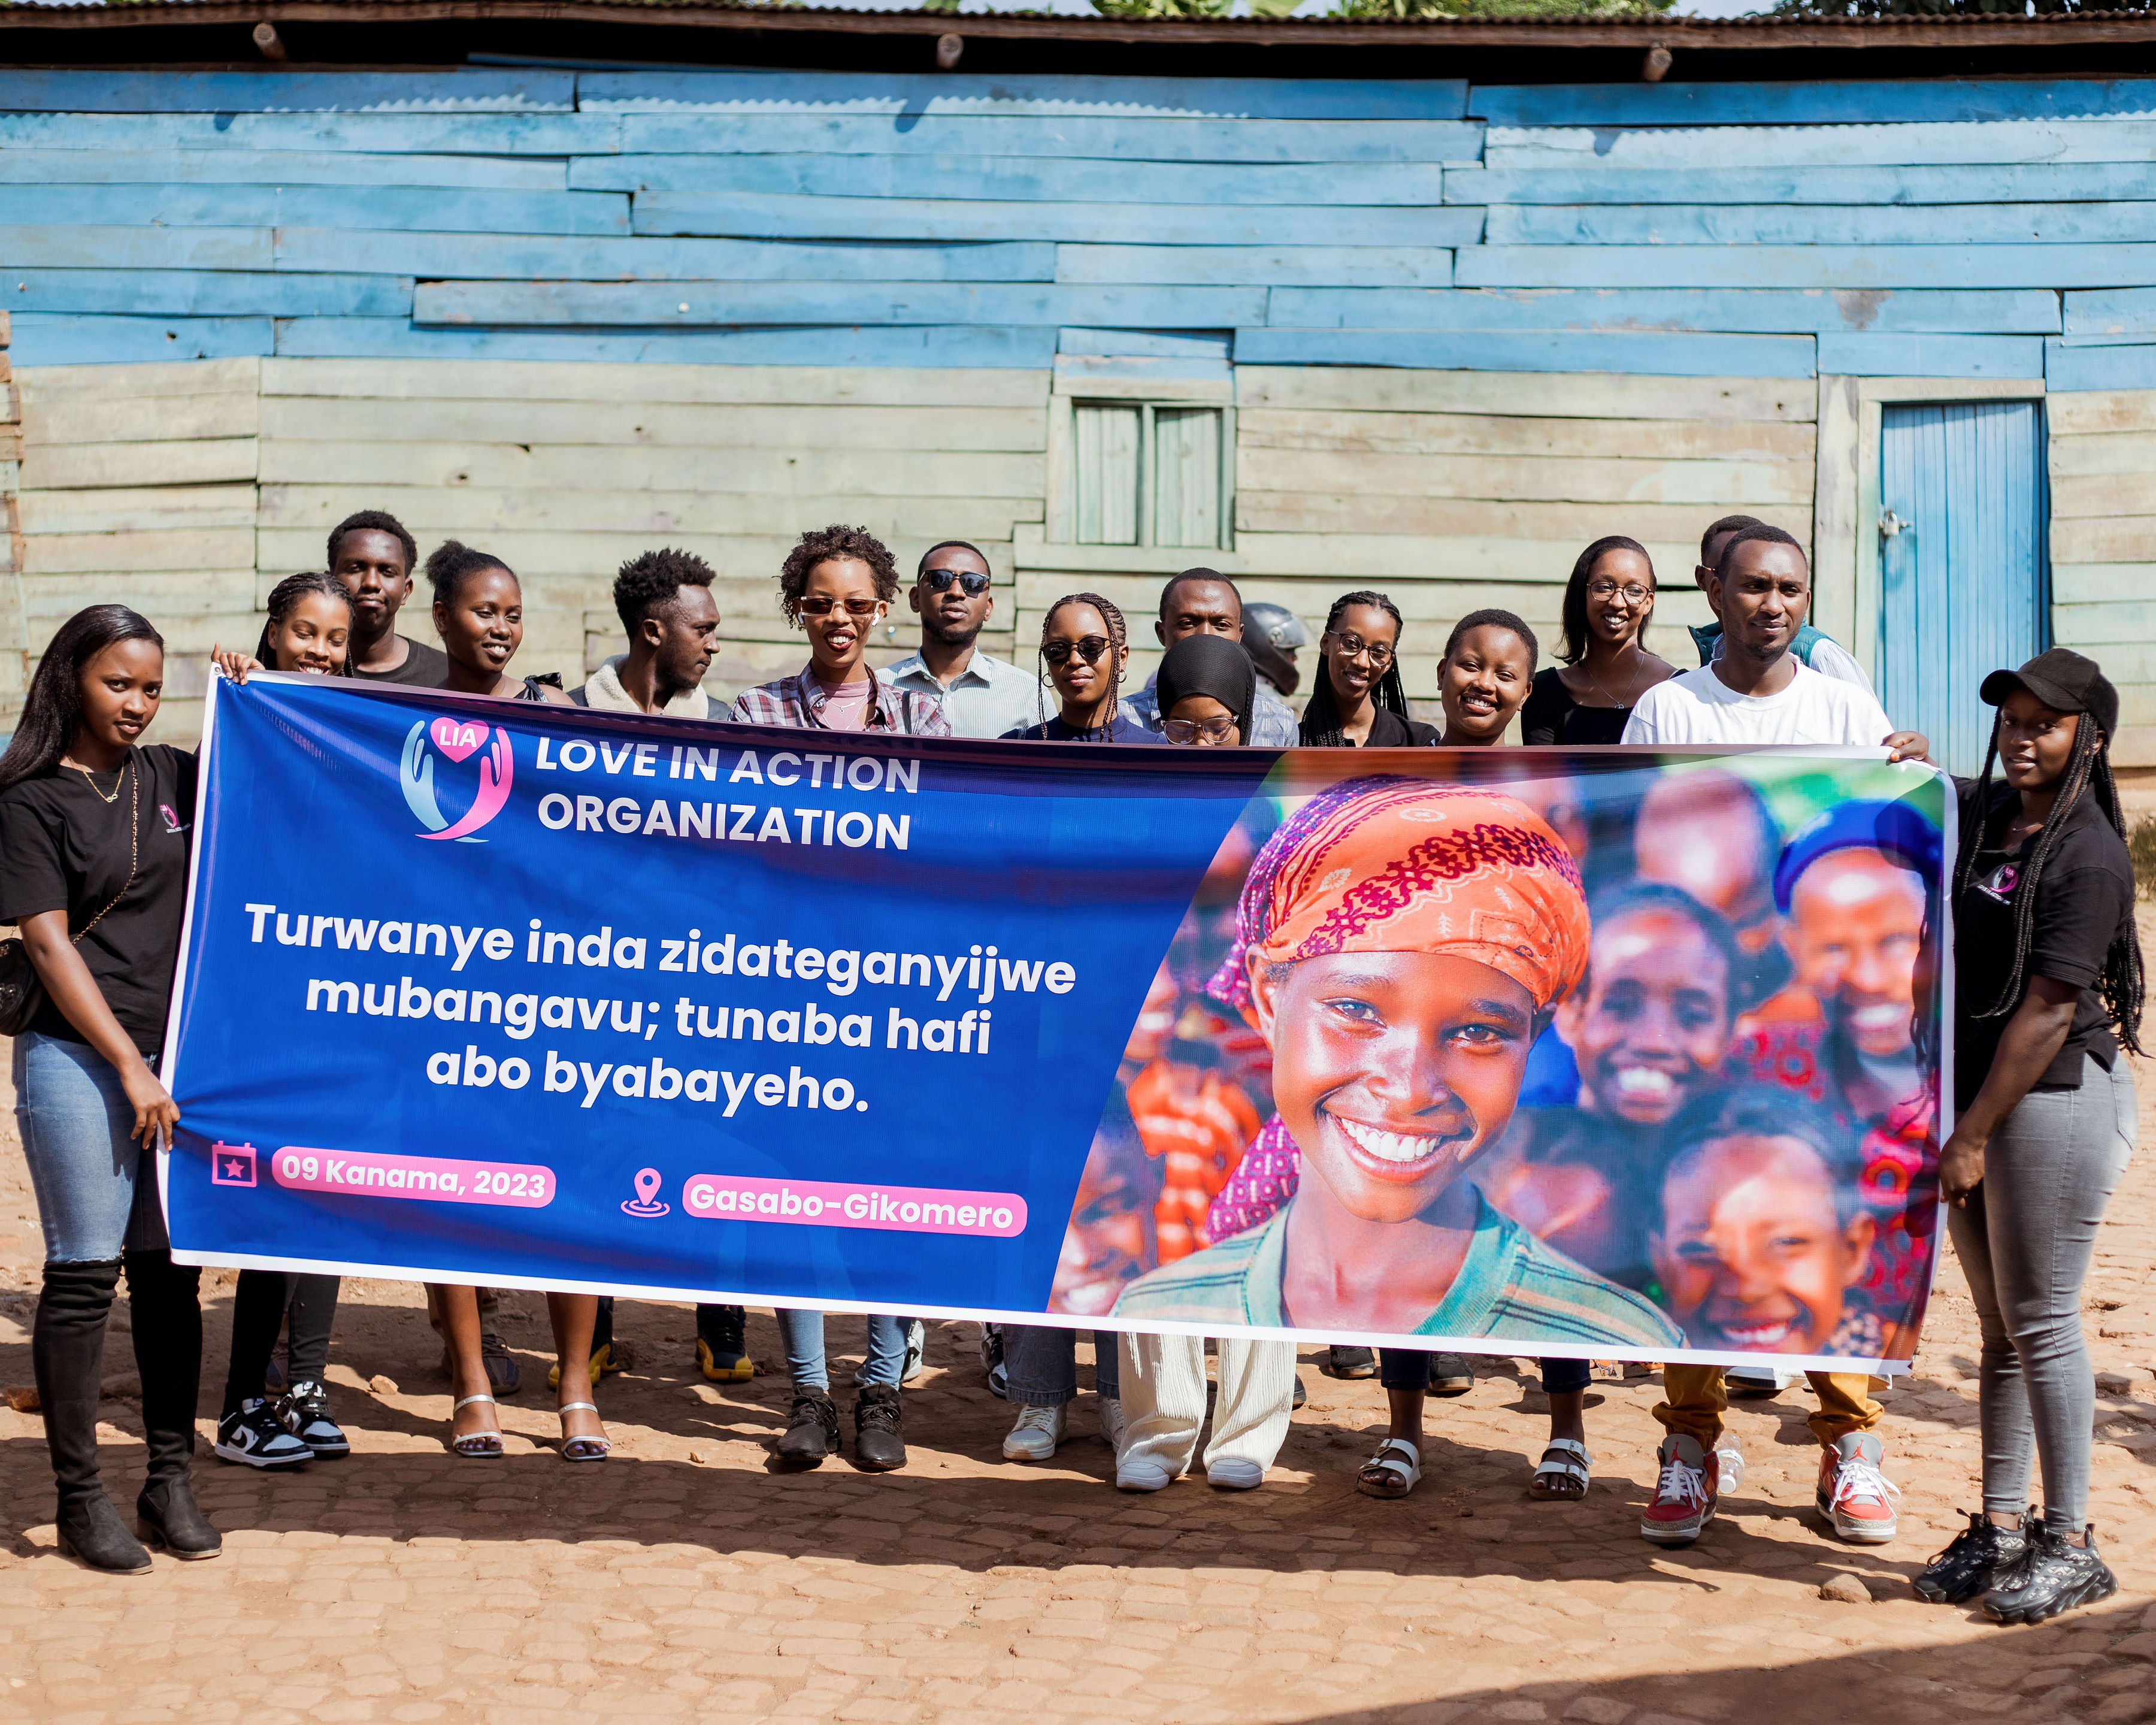 LIA
LOVE IN ACTION
ORGANIZATION
Turwanye inda zidateganyijwe
mubangavu; tunaba hafi
abo byabayeho.
09 Kanama, 2023
Gasabo-Gikomero